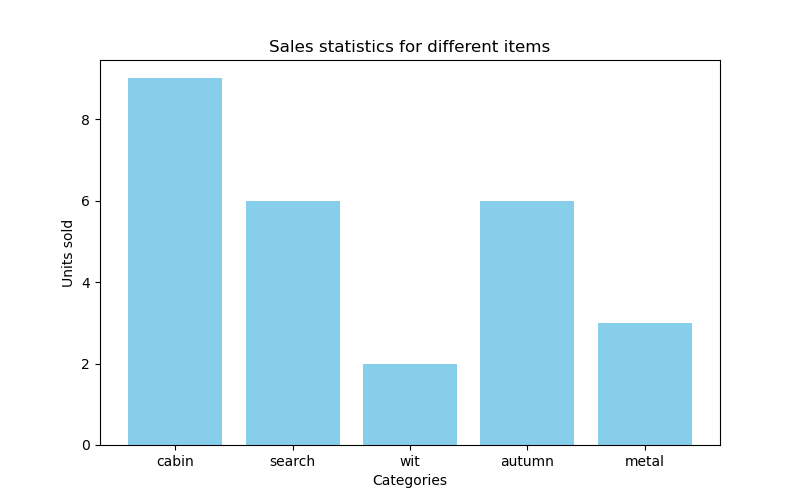 Sales statistics for different items
Units sold
8
6
4
2
0
cabin search wit autumn metal
Categories